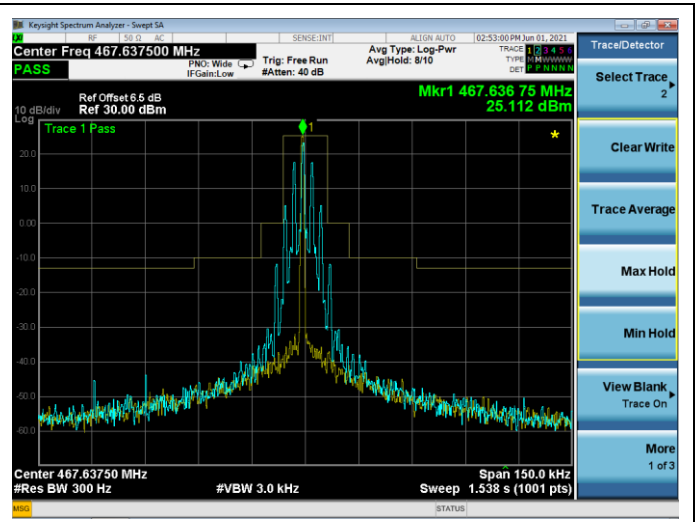 Keysight Spectrum Analyzer - Swept SA
RF 50 Ω AC SENSE:INT ALIGN AUTO 02:53:00 PM Jun 01, 2021
Center Freq 467.637500 MHz
PASS
PNO: Wide
IFGain:Low
Trig: Free Run
#Atten: 40 dB
Avg Type: Log-Pwr
Avg|Hold: 8/10
TRACE 1 2 3 4 5 6
TYPE M M W W W W
DET P P N N N N
Ref Offset 6.5 dB
10 dB/div Ref 30.00 dBm
Log
Mkr1 467.636 75 MHz
25.112 dBm
Trace 1 Pass
1
20.0
10.0
0.00
-10.0
-20.0
-30.0
-40.0
-50.0
-60.0
Center 467.63750 MHz Span 150.0 kHz
#Res BW 300 Hz #VBW 3.0 kHz Sweep 1.538 s (1001 pts)
MSG STATUS
Trace/Detector
Select Trace
2
Clear Write
Trace Average
Max Hold
Min Hold
View Blank
Trace On
More
1 of 3